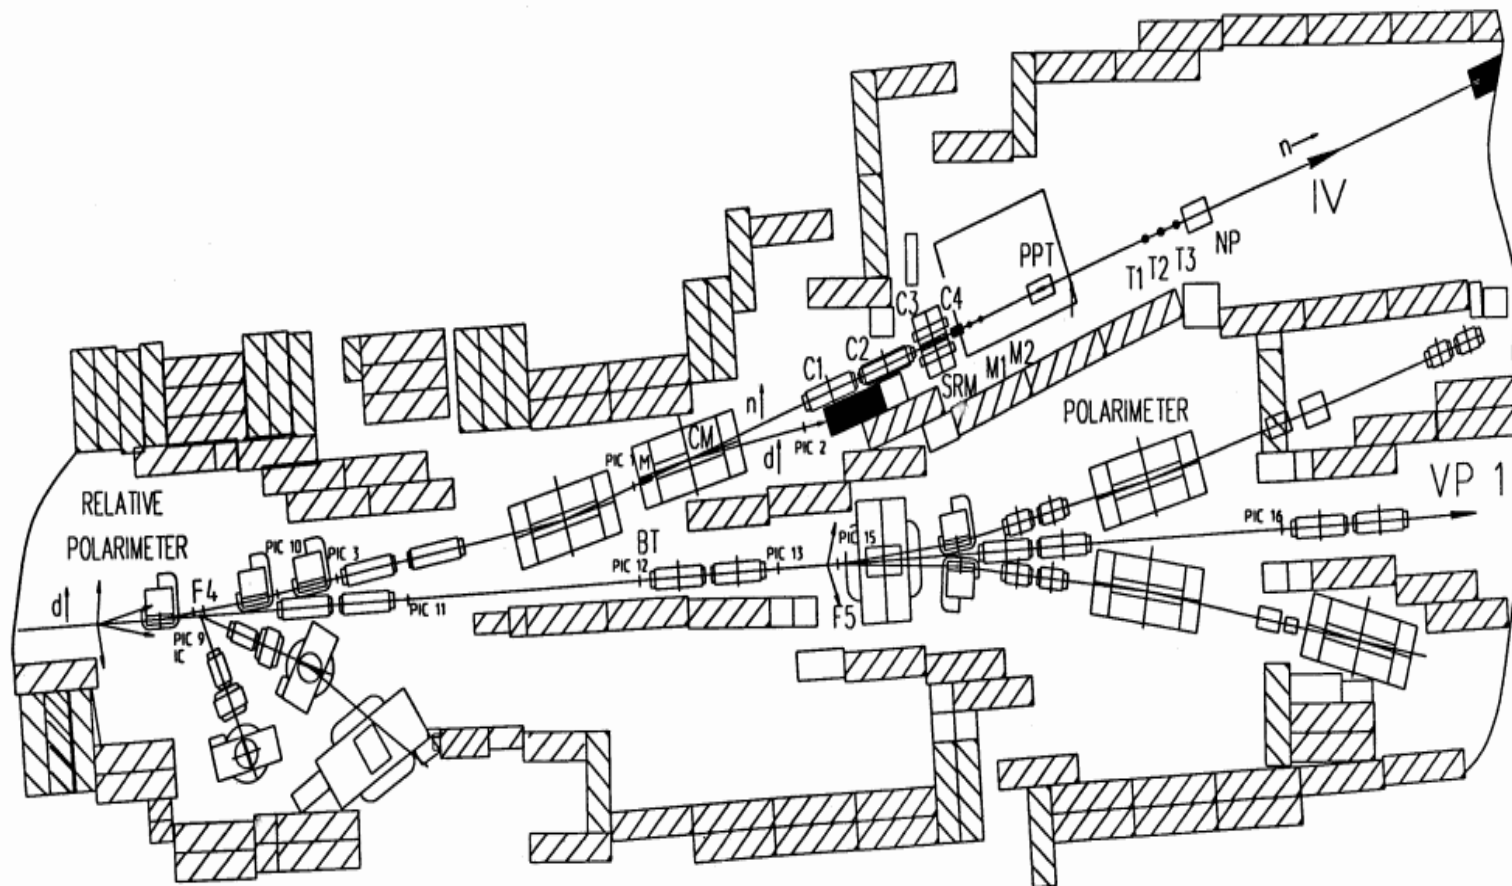 n
IV
NP
PPT
T1 T2 T3
C3 C4
C2
C1
M1 M2
SRM
n
CM
M
PIC 1
d
PIC 2
POLARIMETER
VP 1
RELATIVE
POLARIMETER
PIC 10
PIC 3
BT
PIC 12
PIC 13
PIC 15
PIC 16
d
F4
PIC 11
F5
PIC 9
IC